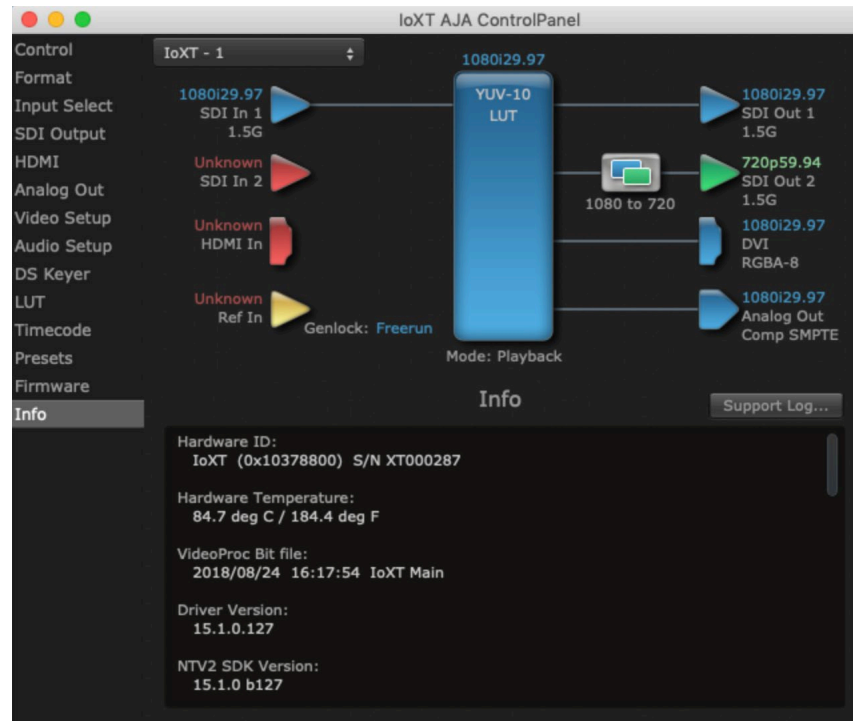 IoXT AJA ControlPanel
Control
Format
Input Select
SDI Output
HDMI
Analog Out
Video Setup
Audio Setup
DS Keyer
LUT
Timecode
Presets
Firmware
Info
IoXT - 1
1080i29.97
1080i29.97
SDI In 1
1.5G
Unknown
SDI In 2
Unknown
HDMI In
Unknown
Ref In
Genlock: Freerun
YUV-10
LUT
Mode: Playback
1080 to 720
1080i29.97
SDI Out 1
1.5G
720p59.94
SDI Out 2
1.5G
1080i29.97
DVI
RGBA-8
1080i29.97
Analog Out
Comp SMPTE
Info
Support Log...
Hardware ID:
IoXT (0x10378800) S/N XT000287
Hardware Temperature:
84.7 deg C / 184.4 deg F
VideoProc Bit file:
2018/08/24 16:17:54 IoXT Main
Driver Version:
15.1.0.127
NTV2 SDK Version:
15.1.0 b127